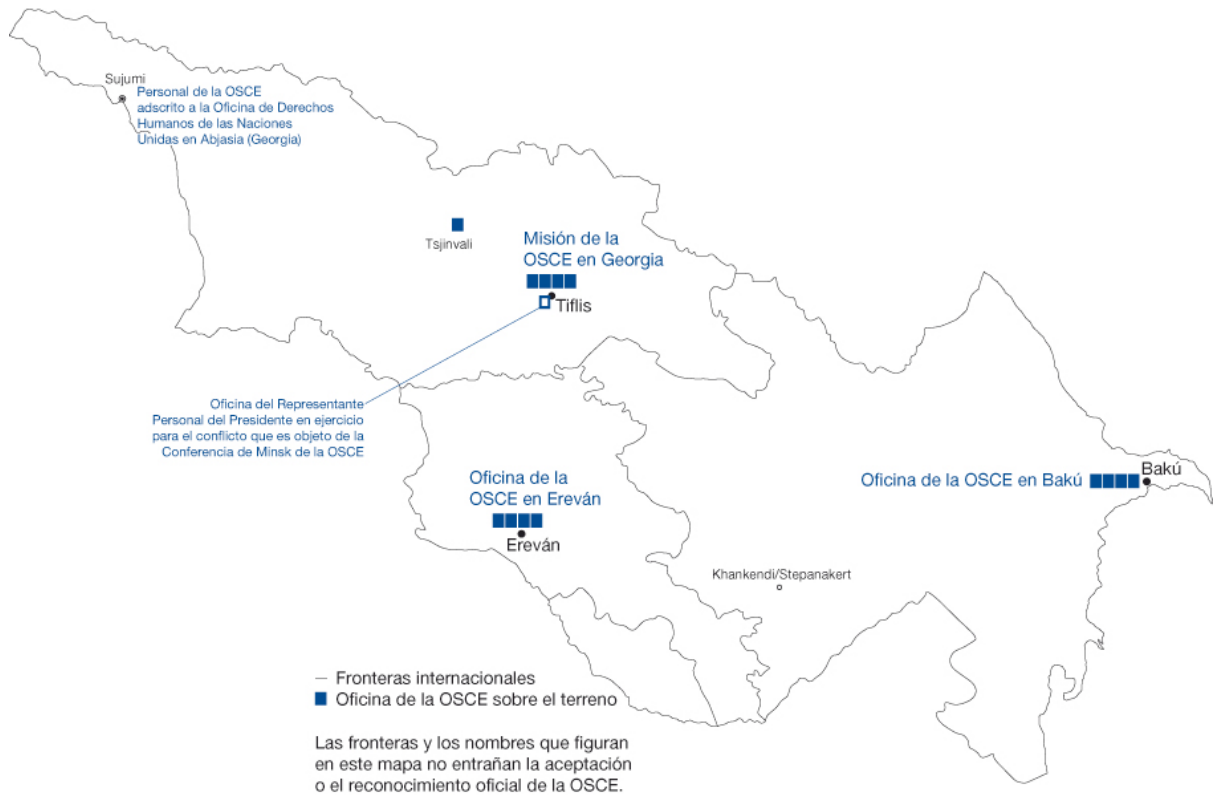 Sujumi
Personal de la OSCE
adscrito a la Oficina de Derechos
Humanos de las Naciones
Unidas en Abjasia (Georgia)
Tsjinvali
Misión de la
OSCE en Georgia
Tiflis
Oficina del Representante
Personal del Presidente en ejercicio
para el conflicto que es objeto de la
Conferencia de Minsk de la OSCE
Oficina de la
OSCE en Ereván
Ereván
Oficina de la OSCE en Bakú
Bakú
Khankendi/Stepanakert
– Fronteras internacionales
Oficina de la OSCE sobre el terreno
Las fronteras y los nombres que figuran
en este mapa no entrañan la aceptación
o el reconocimiento oficial de la OSCE.